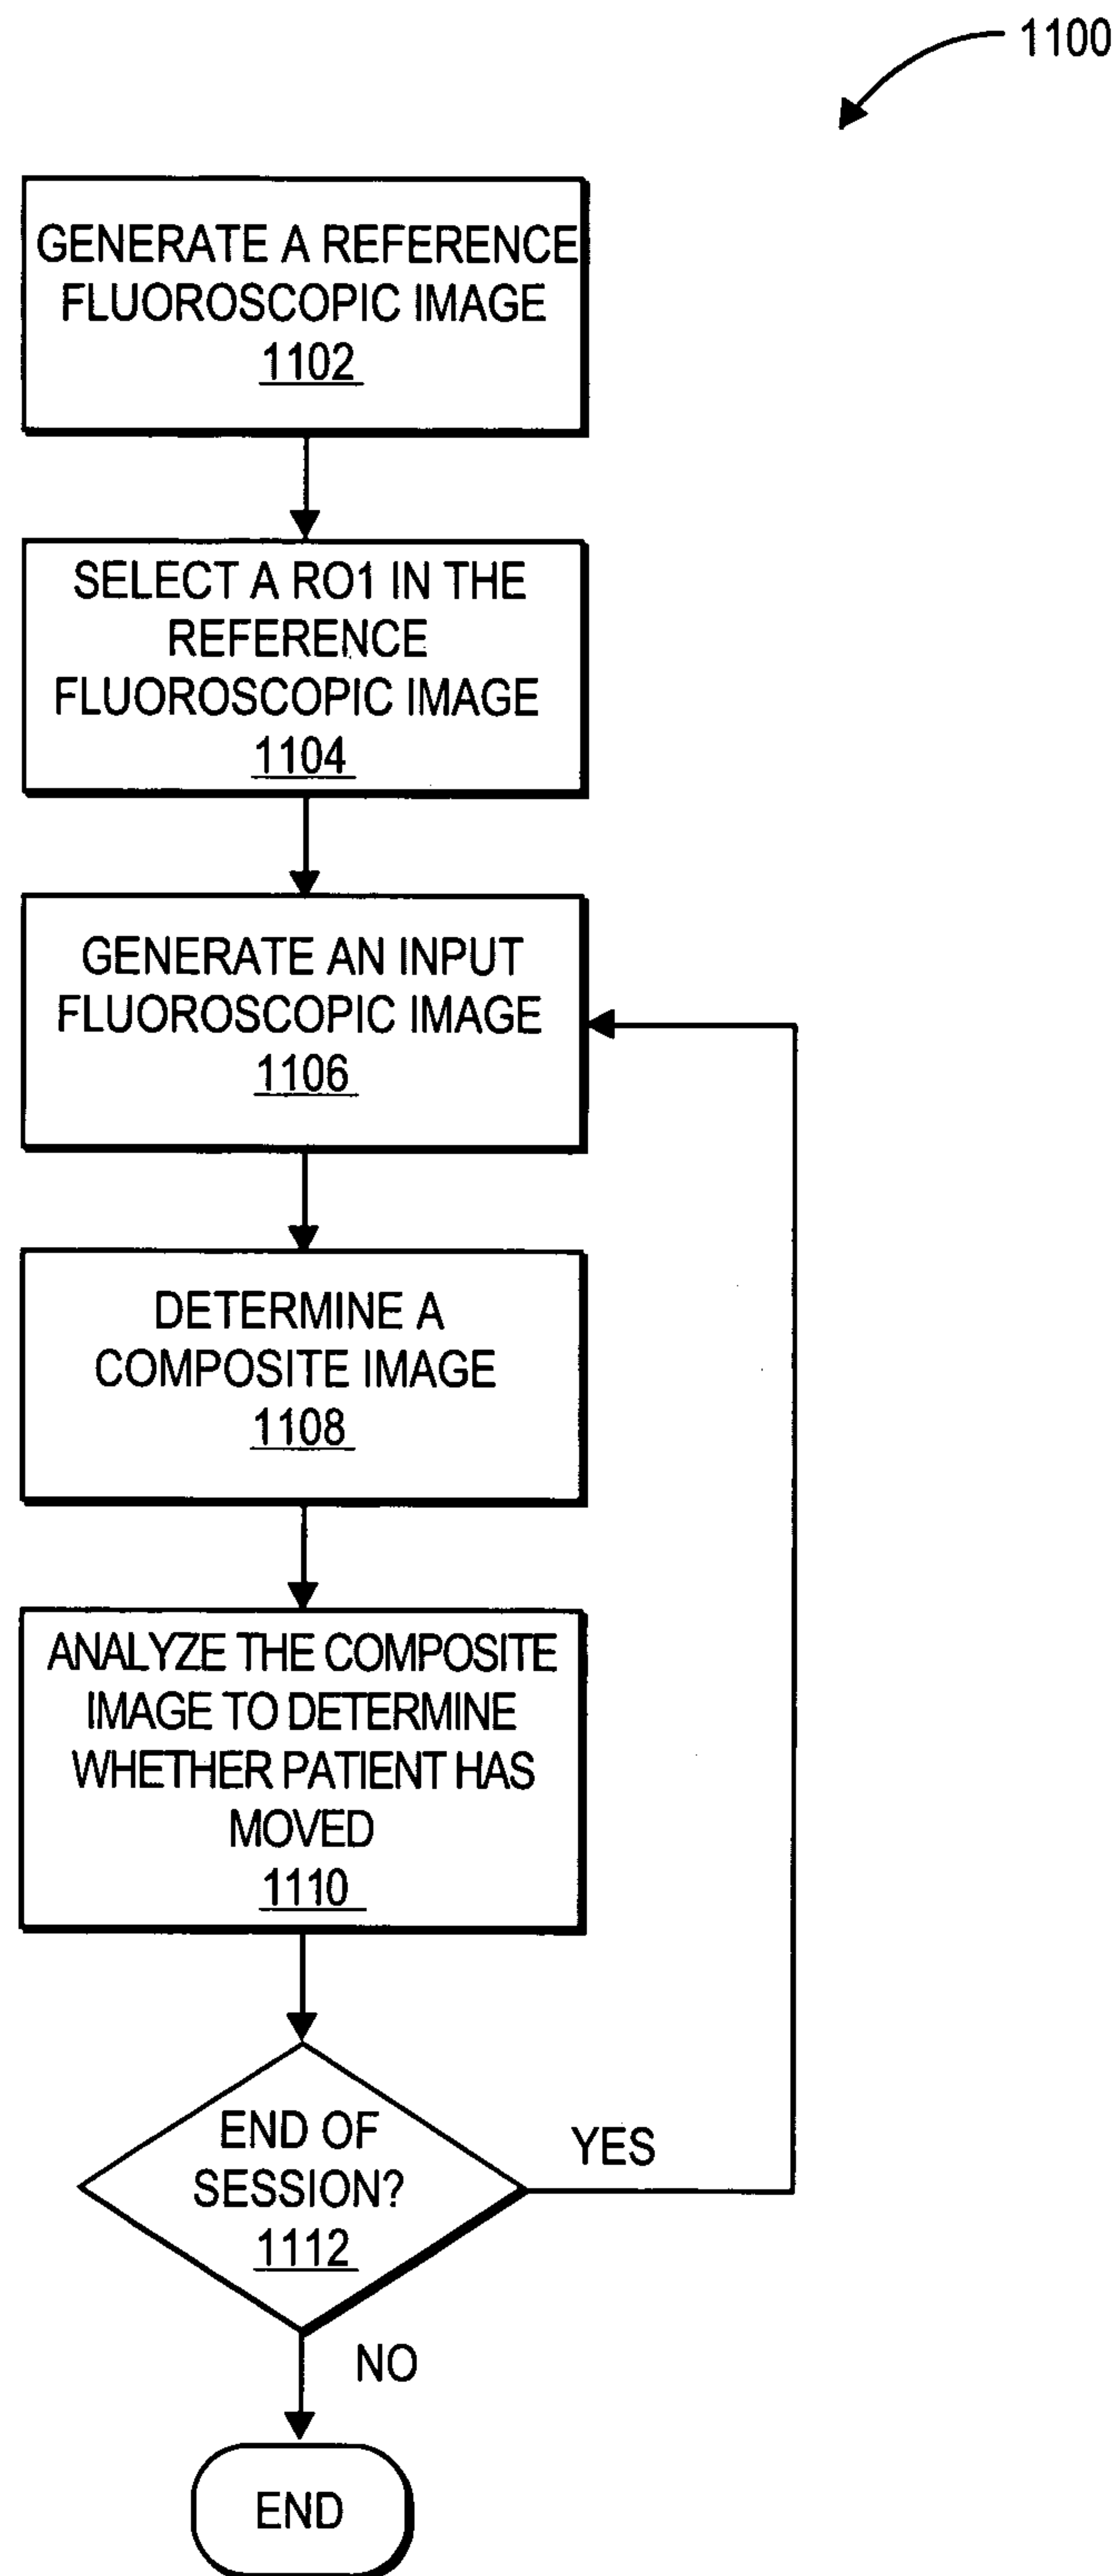 1100
GENERATE A REFERENCE
FLUOROSCOPIC IMAGE
1102
SELECT A RO1 IN THE
REFERENCE
FLUOROSCOPIC IMAGE
1104
GENERATE AN INPUT
FLUOROSCOPIC IMAGE
1106
DETERMINE A
COMPOSITE IMAGE
1108
ANALYZE THE COMPOSITE
IMAGE TO DETERMINE
WHETHER PATIENT HAS
MOVED
1110
END OF
SESSION?
1112
YES
NO
END